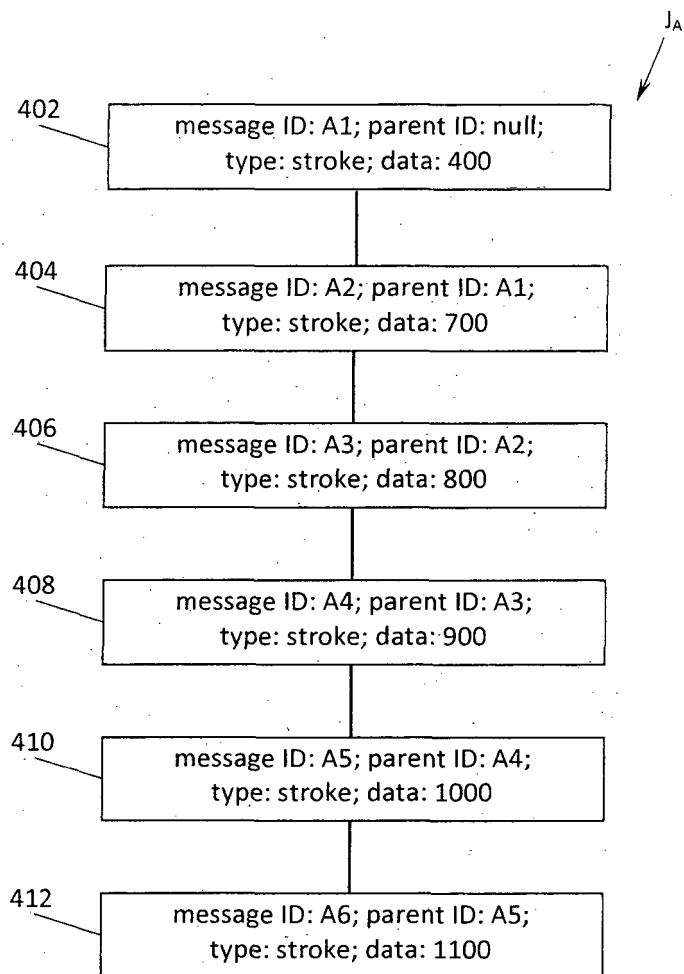 J_A
402
message ID: A1; parent ID: null;
type: stroke; data: 400
404
message ID: A2; parent ID: A1;
type: stroke; data: 700
406
message ID: A3; parent ID: A2;
type: stroke; data: 800
408
message ID: A4; parent ID: A3;
type: stroke; data: 900
410
message ID: A5; parent ID: A4;
type: stroke; data: 1000
412
message ID: A6; parent ID: A5;
type: stroke; data: 1100